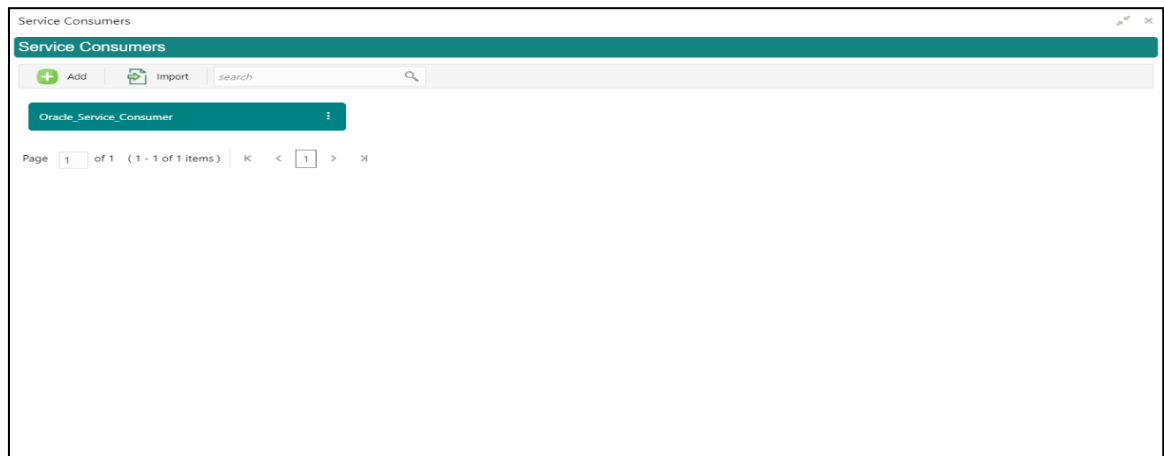 Service Consumers
Service Consumers
Add Import search
Oracle_Service_Consumer
Page 1 of 1 (1 - 1 of 1 items) K < 1 > >|